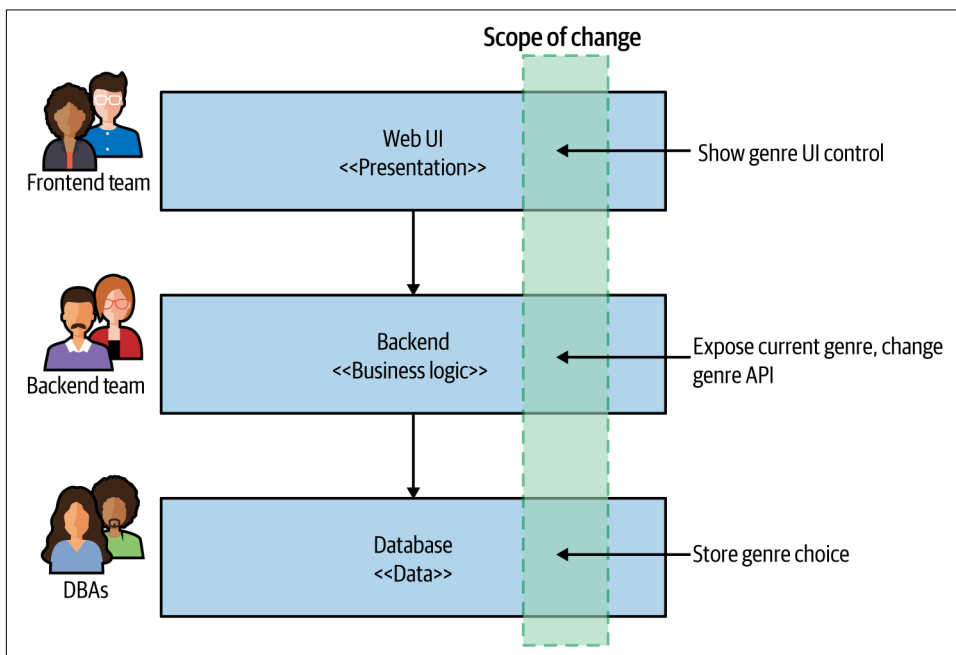 Scope of change
Web UI
<<Presentation>>
Show genre UI control
Frontend team
Backend
<<Business logic>>
Expose current genre, change
genre API
Backend team
Database
<<Data>>
Store genre choice
DBAs